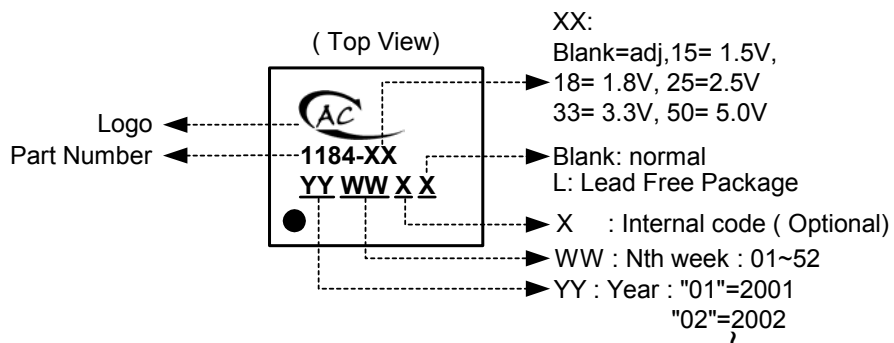 ( Top View)
XX:
Blank=adj,15= 1.5V,
18= 1.8V, 25=2.5V
33= 3.3V, 50= 5.0V
AC
Logo
Part Number
1184-XX
YY WW X X
Blank: normal
L: Lead Free Package
X : Internal code ( Optional)
WW : Nth week : 01~52
YY : Year : "01"=2001
"02"=2002
~